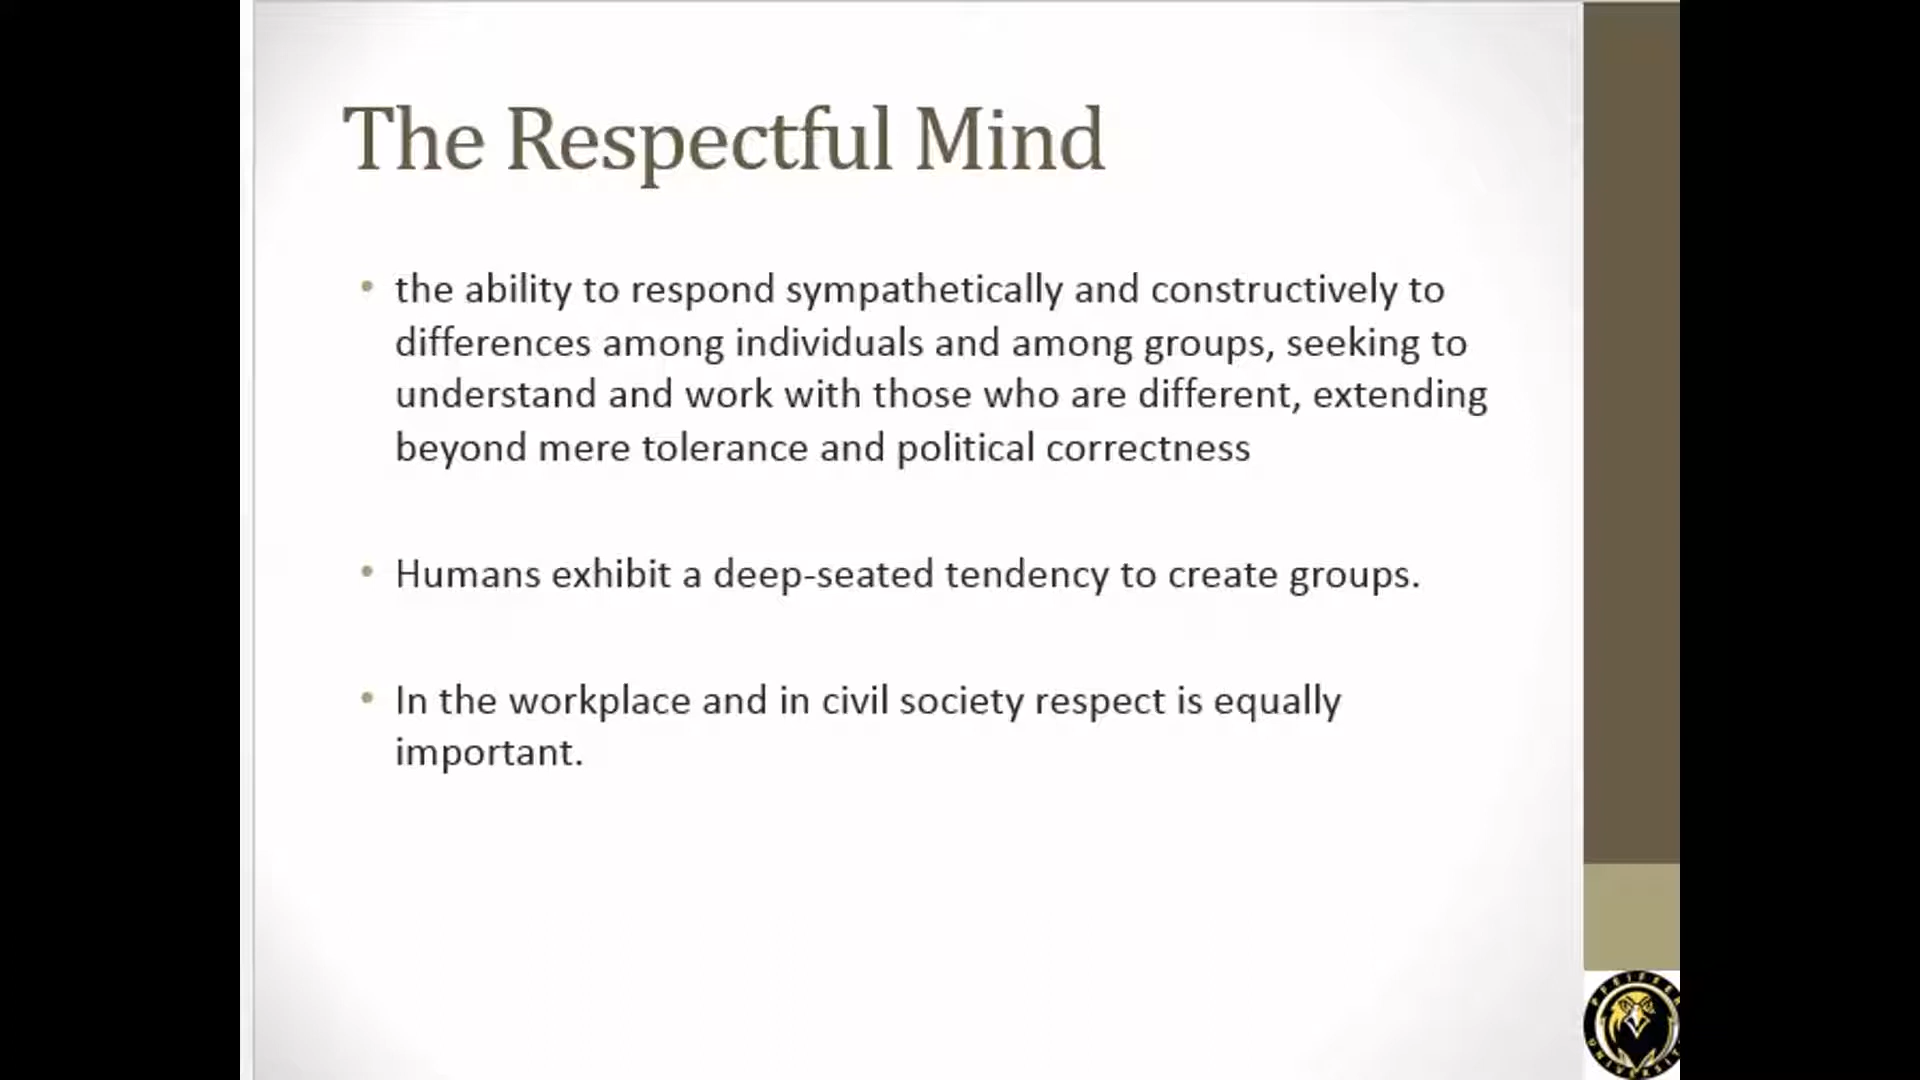 The Respectful Mind
• the ability to respond sympathetically and constructively to
differences among individuals and among groups, seeking to
understand and work with those who are different, extending
beyond mere tolerance and political correctness
• Humans exhibit a deep-seated tendency to create groups.
• In the workplace and in civil society respect is equally
important.
PFEIFFER
UNIVERSIT